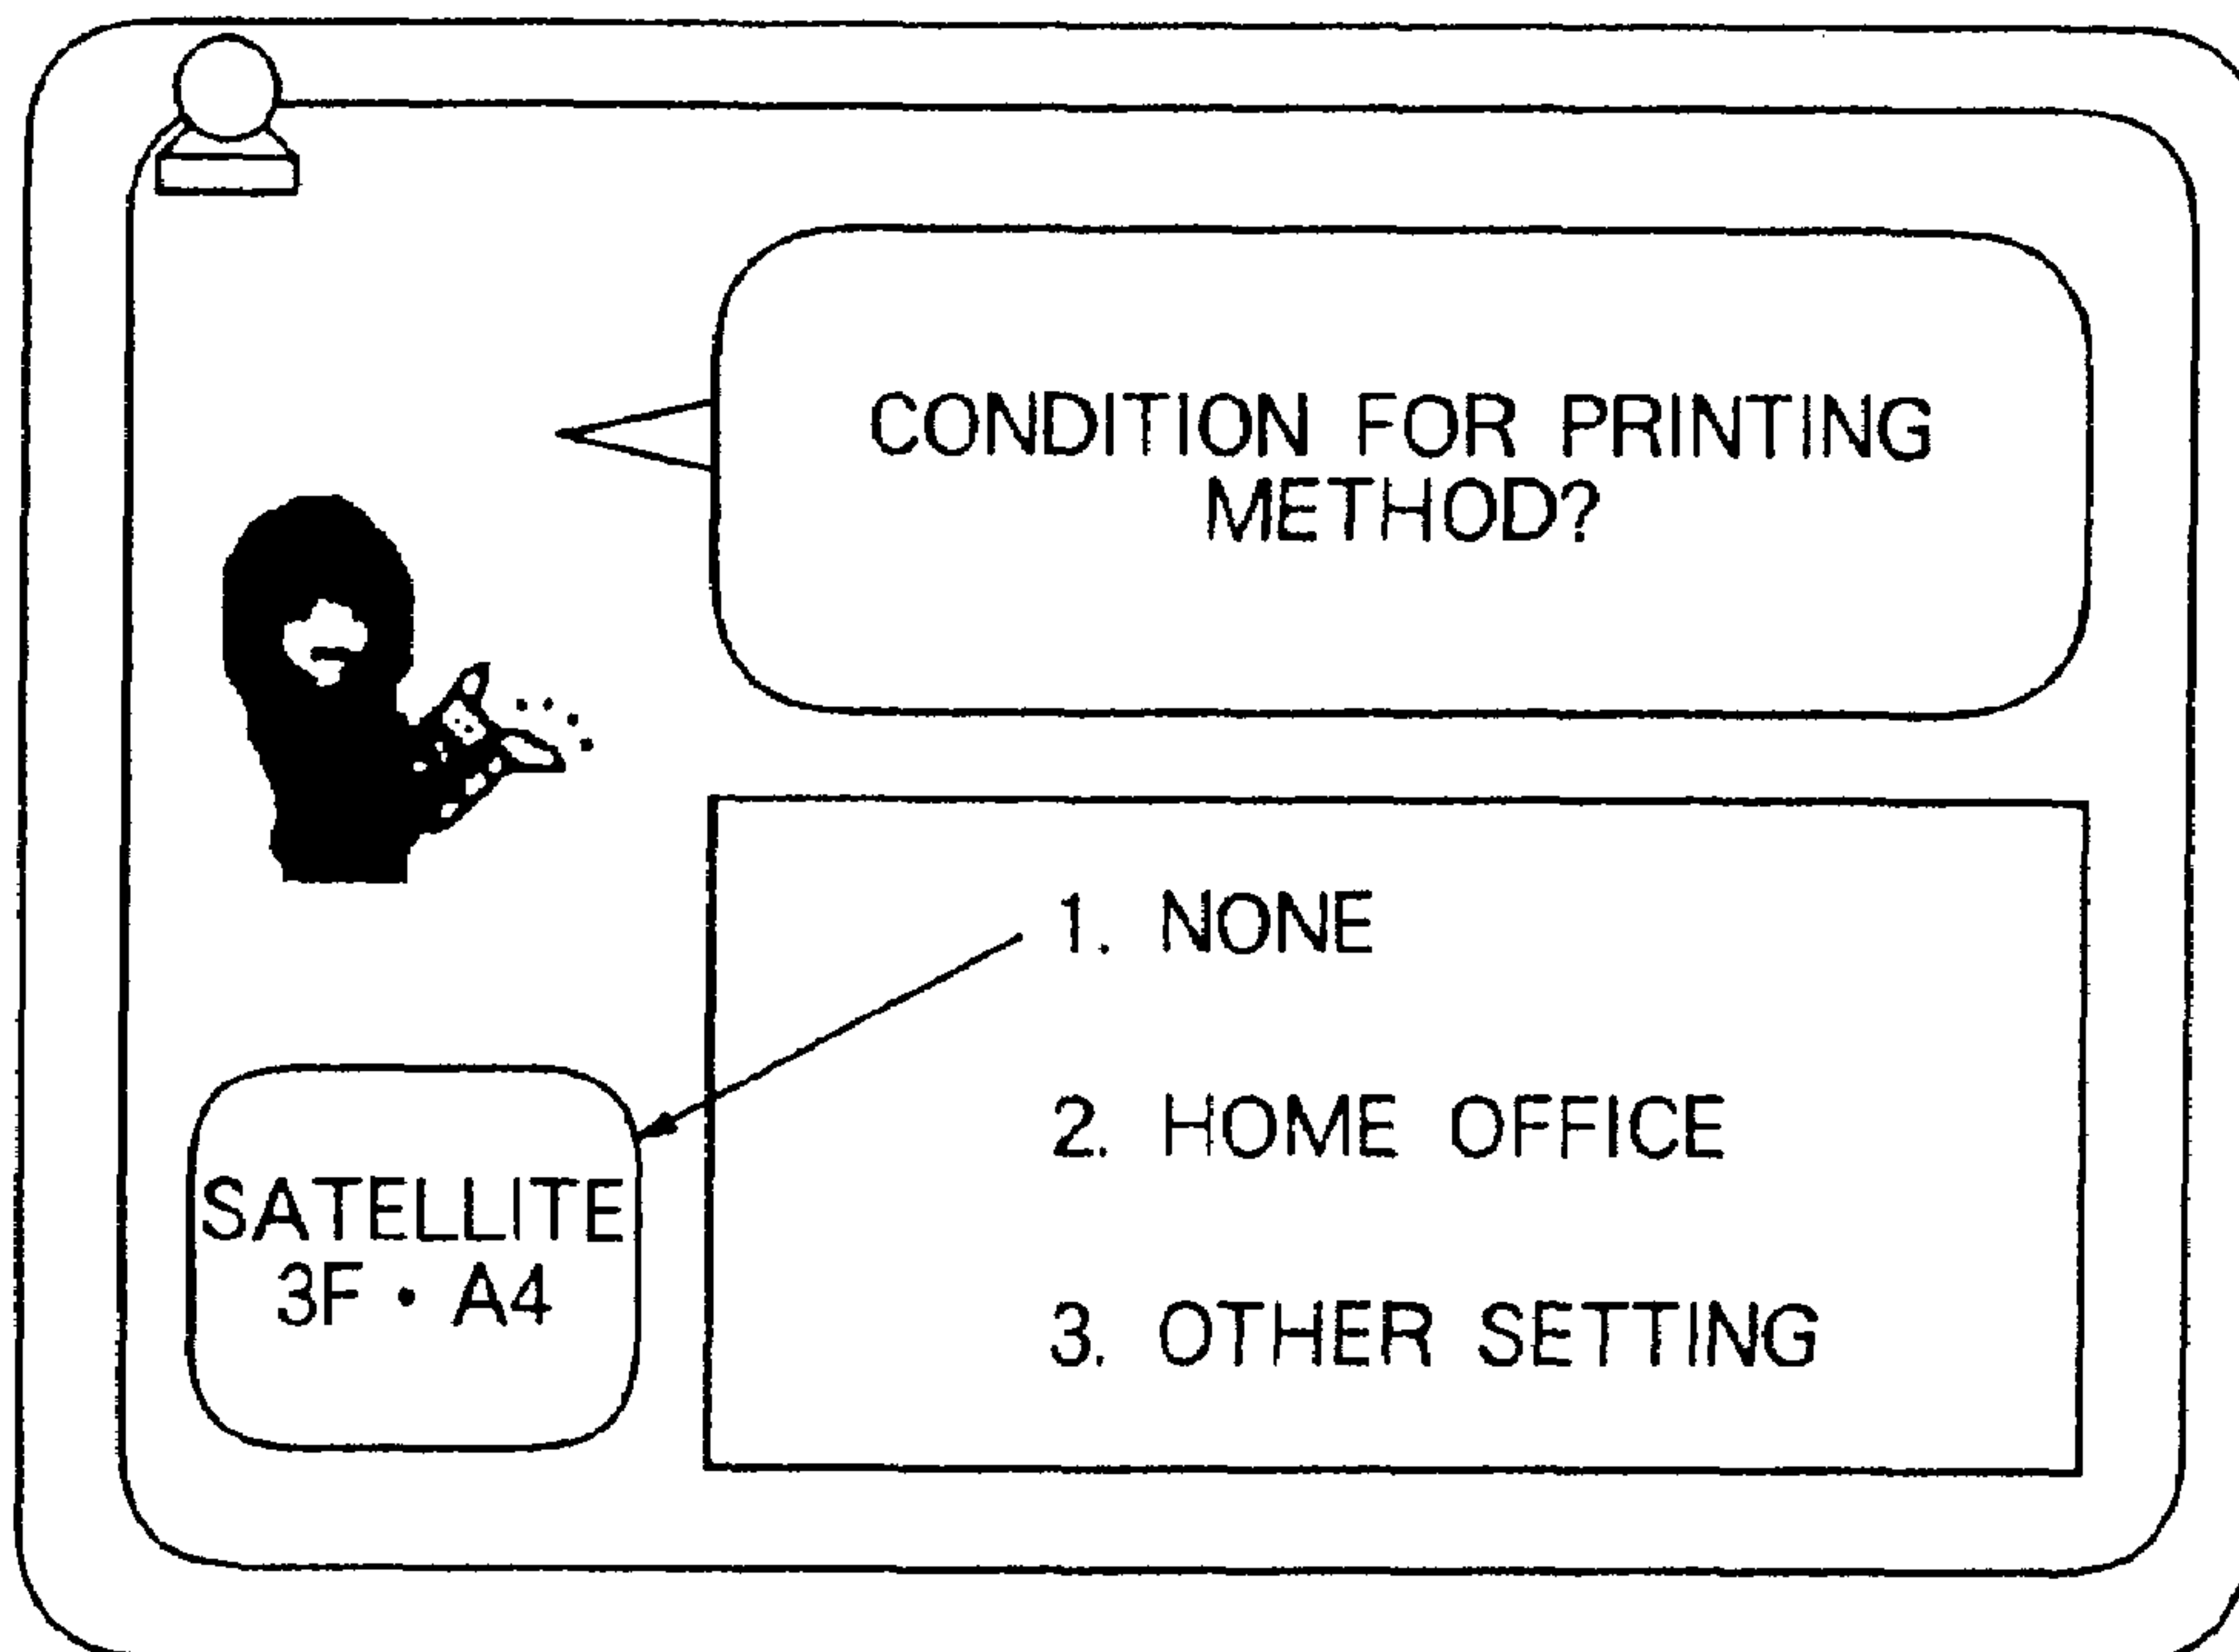 CONDITION FOR PRINTING
METHOD?
1. NONE
2. HOME OFFICE
3. OTHER SETTING
SATELLITE
3F • A4